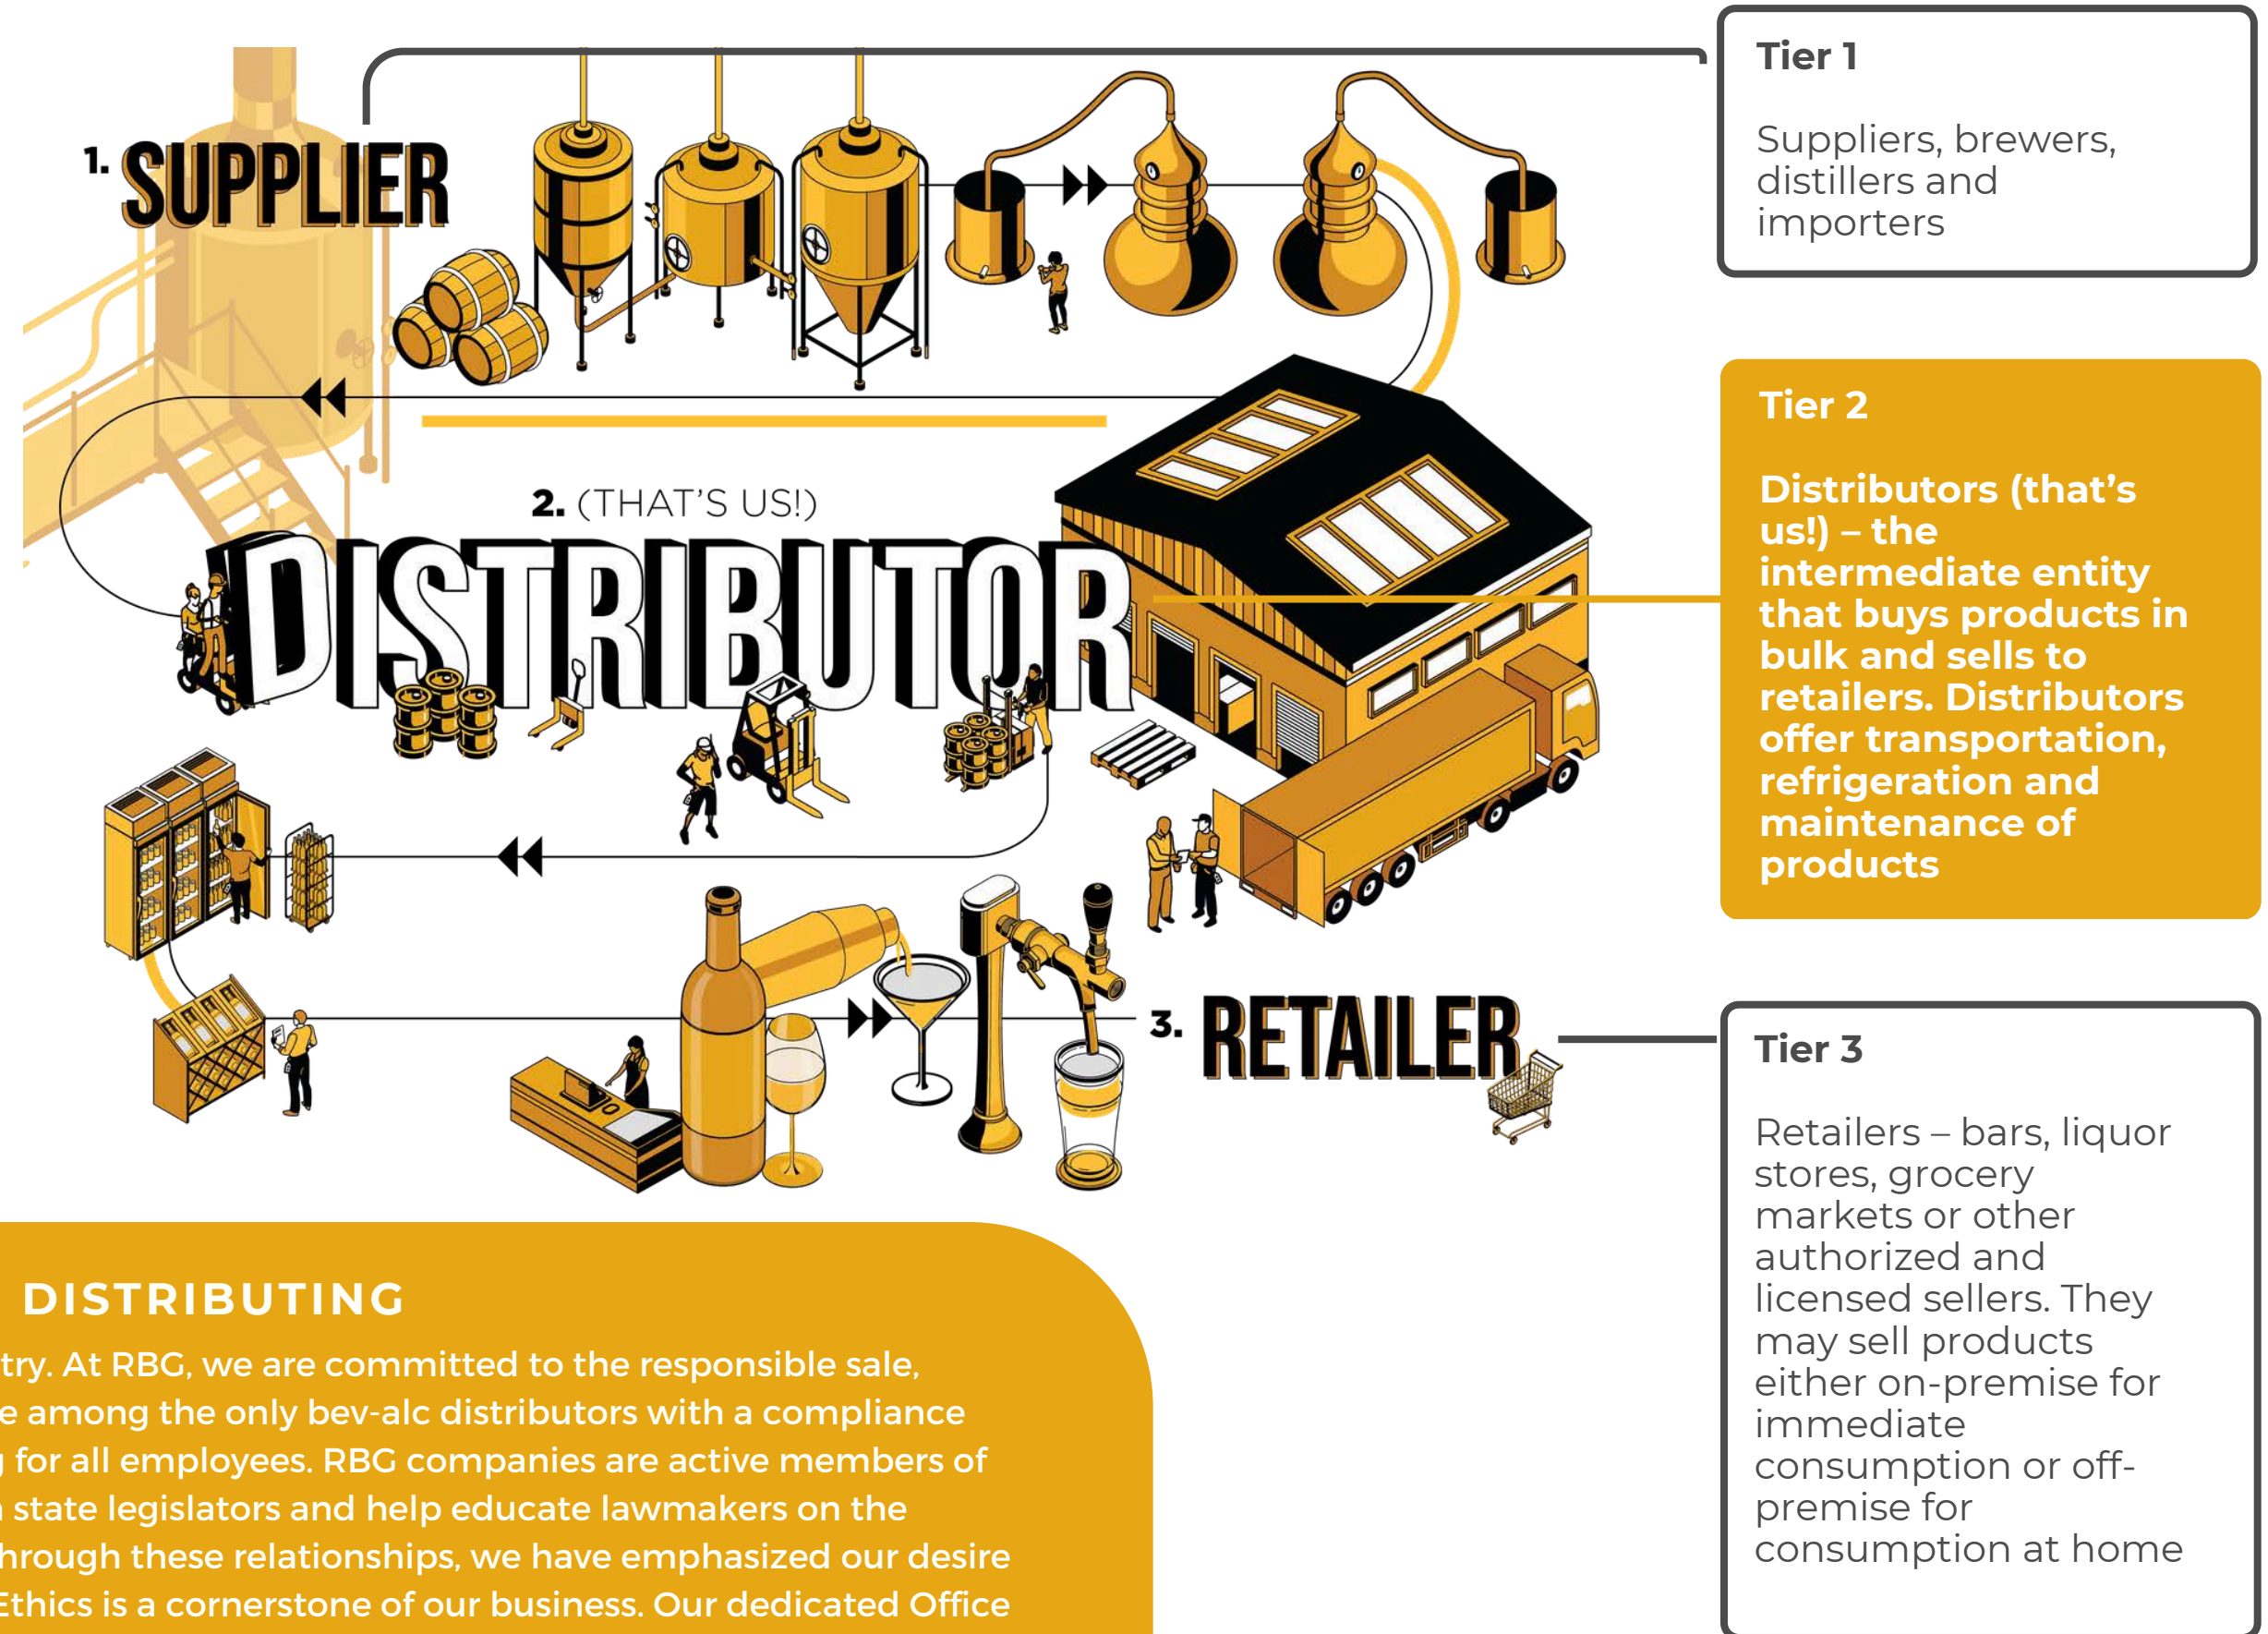 1. SUPPLIER
Tier 1
Suppliers, brewers,
distillers and
importers
2. (THAT'S US!)
DISTRIBUTOR
Tier 2
Distributors (that's
us!) – the
intermediate entity
that buys products in
bulk and sells to
retailers. Distributors
offer transportation,
refrigeration and
maintenance of
products
3. RETAILER
Tier 3
Retailers – bars, liquor
stores, grocery
markets or other
authorized and
licensed sellers. They
may sell products
either on-premise for
immediate
consumption or off-
premise for
consumption at home
DISTRIBUTING
try. At RBG, we are committed to the responsible sale,
e among the only bev-alc distributors with a compliance
for all employees. RBG companies are active members of
state legislators and help educate lawmakers on the
hrough these relationships, we have emphasized our desire
Ethics is a cornerstone of our business. Our dedicated Office